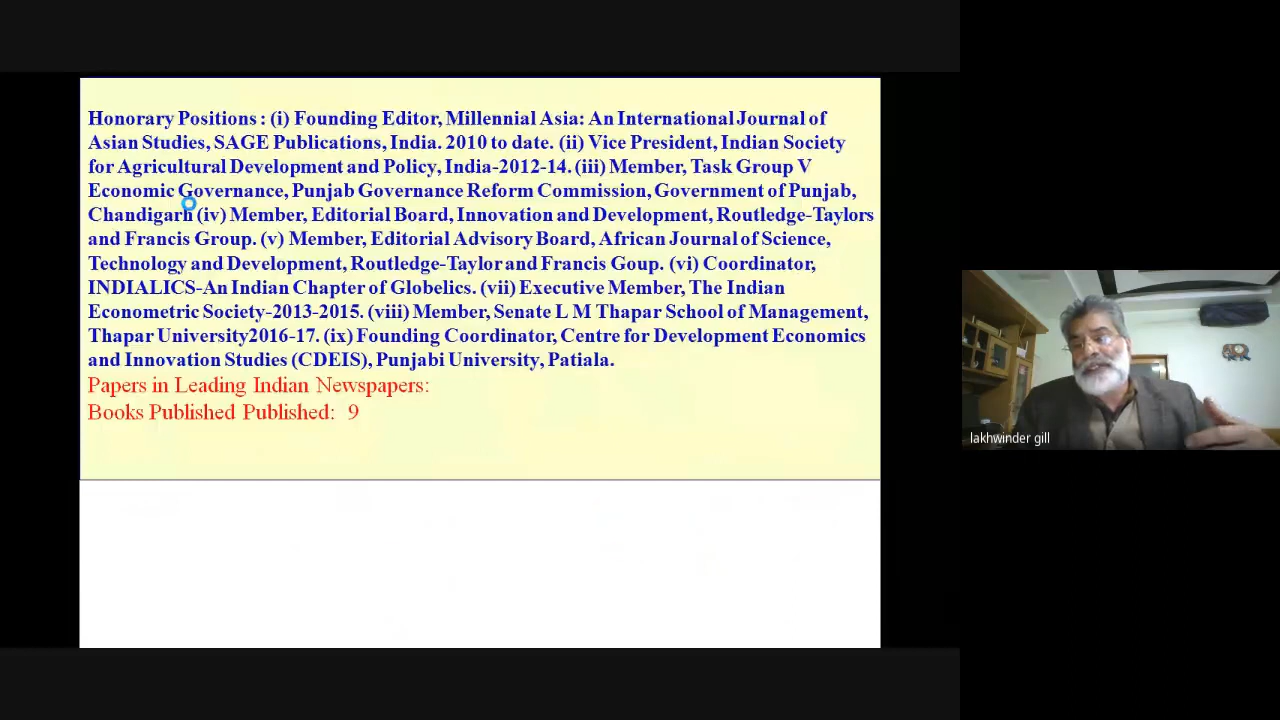 Honorary Positions : (i) Founding Editor, Millennial Asia: An International Journal of
Asian Studies, SAGE Publications, India. 2010 to date. (ii) Vice President, Indian Society
for Agricultural Development and Policy, India-2012-14. (iii) Member, Task Group V
Economic Governance, Punjab Governance Reform Commission, Government of Punjab,
Chandigarh (iv) Member, Editorial Board, Innovation and Development, Routledge-Taylors
and Francis Group. (v) Member, Editorial Advisory Board, African Journal of Science,
Technology and Development, Routledge-Taylor and Francis Goup. (vi) Coordinator,
INDIALICS-An Indian Chapter of Globelics. (vii) Executive Member, The Indian
Econometric Society-2013-2015. (viii) Member, Senate L M Thapar School of Management,
Thapar University2016-17. (ix) Founding Coordinator, Centre for Development Economics
and Innovation Studies (CDEIS), Punjabi University, Patiala.
Papers in Leading Indian Newspapers:
Books Published Published: 9
lakhwinder gill